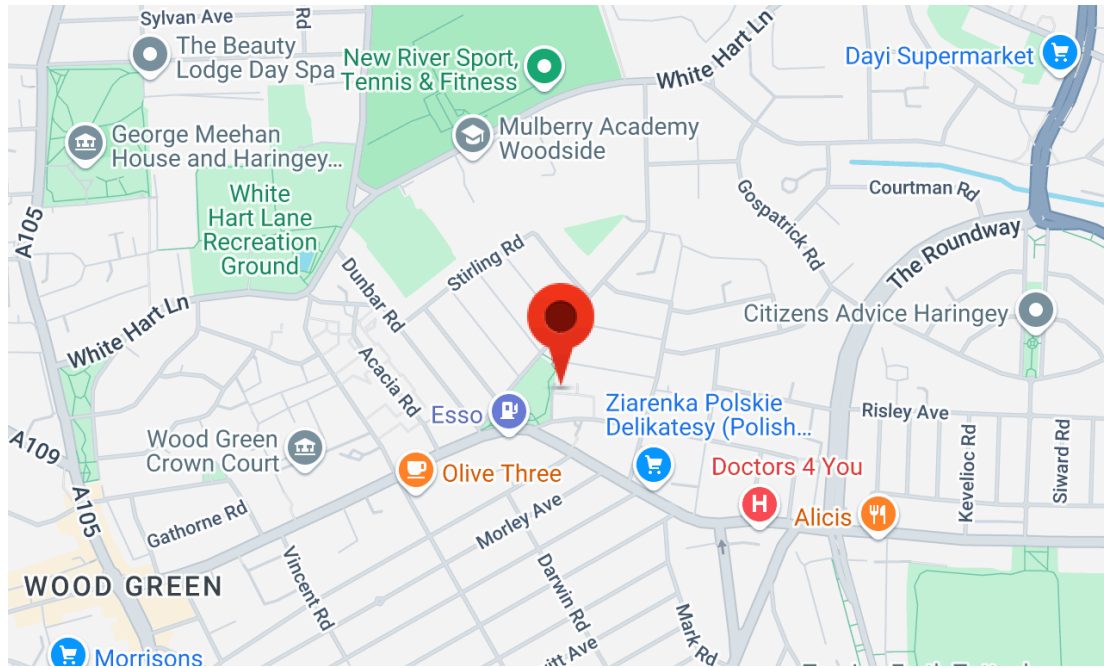 Sylvan Ave
Rd
The Beauty
Lodge Day Spa
New River Sport,
Tennis & Fitness
White Hart Ln
Dayi Supermarket
George Meehan
House and Haringey...
Mulberry Academy
Woodside
White
Hart Lane
Recreation
Ground
A105
Courtman Rd
Gospatrick Rd
The Roundway
Stirling Rd
Dunbar Rd
White Hart Ln
Citizens Advice Haringey
Acacia Rd
Esso
Ziarenka Polskie
Delikatesy (Polish...
Risley Ave
A109
Wood Green
Crown Court
Olive Three
Doctors 4 You
H
Alicis
Kevelioc Rd
Siward Rd
A105
Gathorne Rd
Morley Ave
WOOD GREEN
Vincent Rd
Darwin Rd
Mark Rd
Morrisons